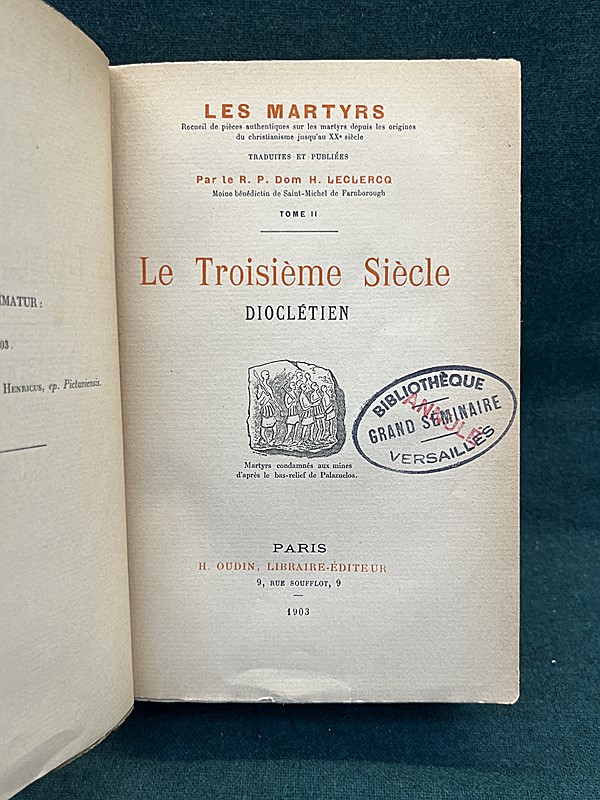 IMATUR:
03.
HENRICUS, ep. Pictaviensis.
LES MARTYRS
Recueil de pièces authentiques sur les martyrs depuis les origines
du christianisme jusqu'au XXe siècle
TRADUITES ET PUBLIÉES
Par le R. P. Dom H. LECLERCQ
Moine bénédictin de Saint-Michel de Farnborough
TOME II
Le Troisième Siècle
DIOCLÉTIEN
BIBLIOTHÈQUE
GRAND SÉMINAIRE
VERSAILLES
ANNULÉ
Martyrs condamnés aux mines
d'après le bas-relief de Palazuelos.
PARIS
H. OUDIN, LIBRAIRE-ÉDITEUR
9, RUE SOUFFLOT, 9
1903